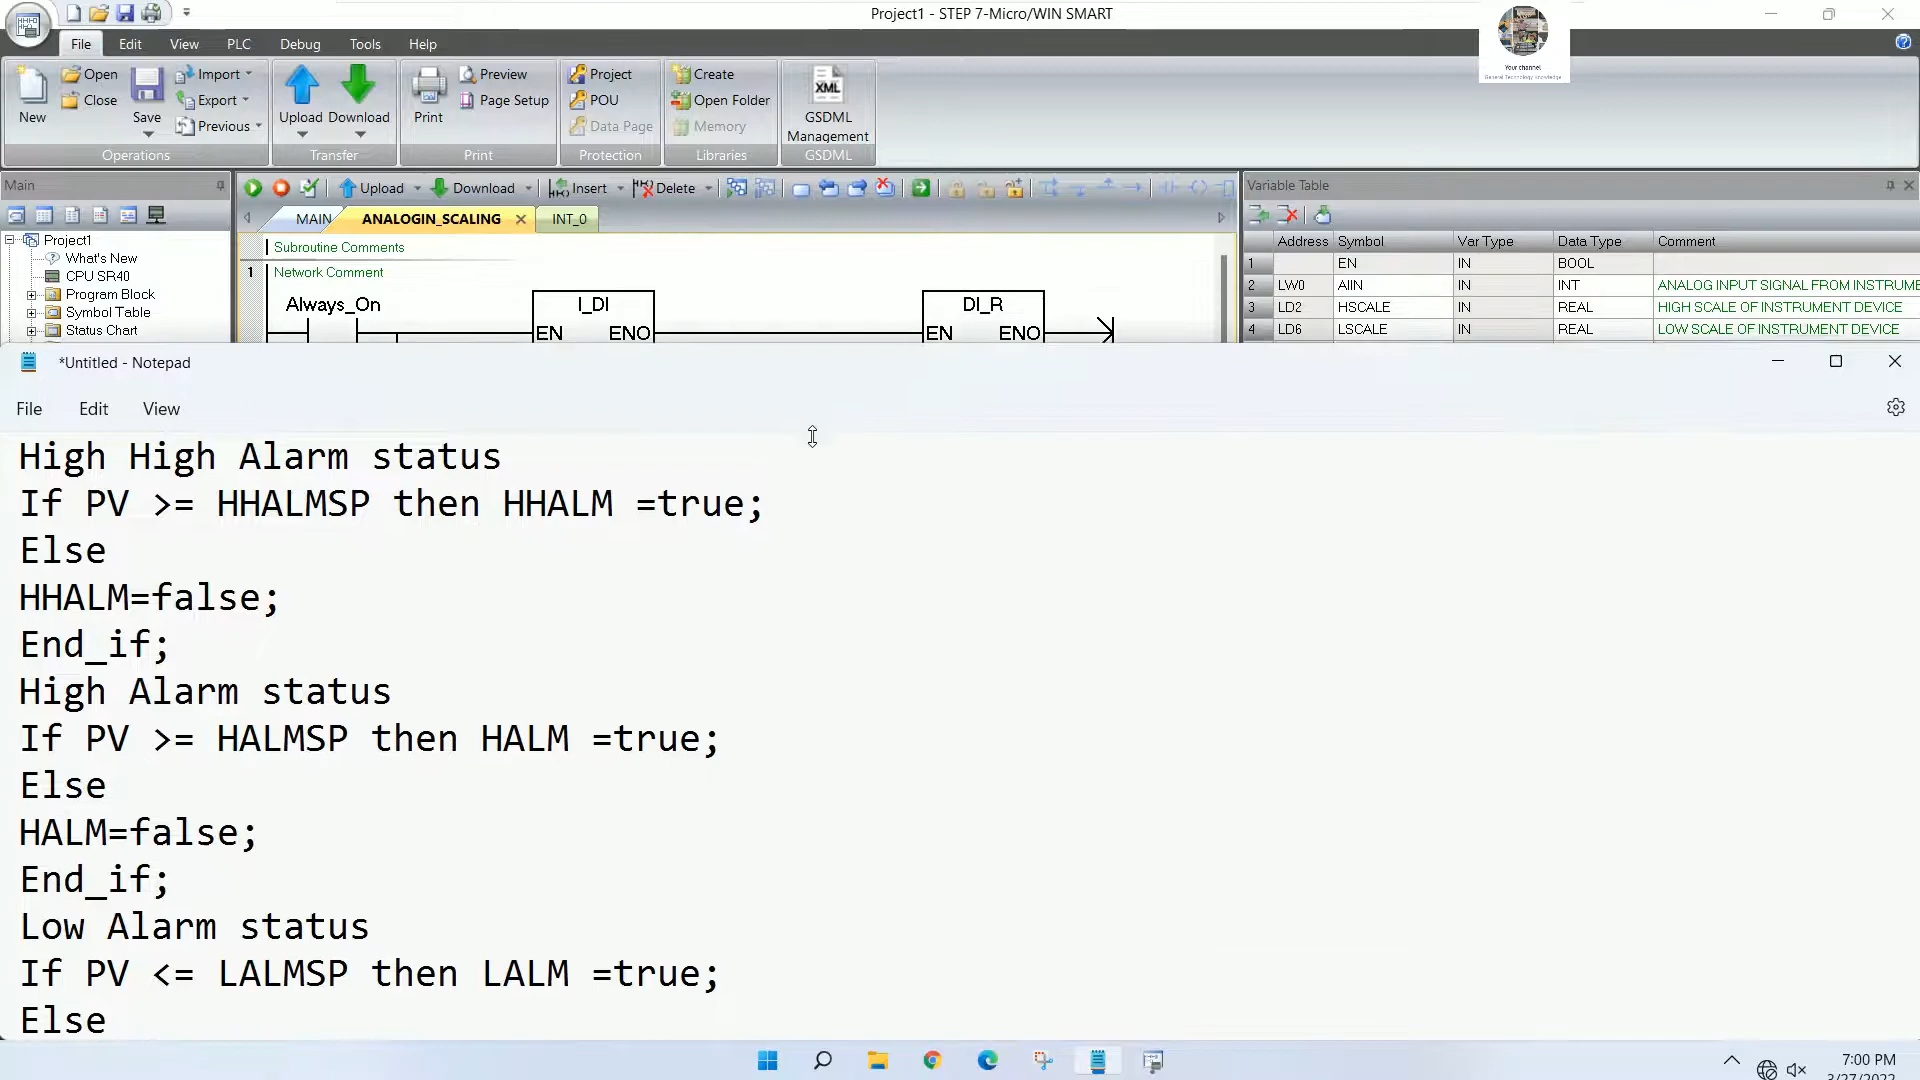 Project1 - STEP 7-Micro/WIN SMART
File Edit View PLC Debug Tools Help
Your channel
General Technology knowledge
New
Open
Close
Save
Import
Export
Previous
Operations
Upload Download
Transfer
Print
Preview
Page Setup
Print
Project
POU
Data Page
Protection
Create
Open Folder
Memory
Libraries
XML
GSDML
Management
GSDML
Main
Upload Download Insert Delete
MAIN ANALOGIN_SCALING INT_0
Project1
What's New
CPU SR40
Program Block
Symbol Table
Status Chart
Subroutine Comments
1 Network Comment
Always_On
I_DI
EN ENO
DI_R
EN ENO
Variable Table
Address Symbol Var Type Data Type Comment
1 EN IN BOOL
2 LW0 AIIN IN INT ANALOG INPUT SIGNAL FROM INSTRUME
3 LD2 HSCALE IN REAL HIGH SCALE OF INSTRUMENT DEVICE
4 LD6 LSCALE IN REAL LOW SCALE OF INSTRUMENT DEVICE
*Untitled - Notepad
File Edit View
High High Alarm status
If PV >= HHALMSP then HHALM =true;
Else
HHALM=false;
End_if;
High Alarm status
If PV >= HALMSP then HALM =true;
Else
HALM=false;
End_if;
Low Alarm status
If PV <= LALMSP then LALM =true;
Else
7:00 PM
3/27/2022